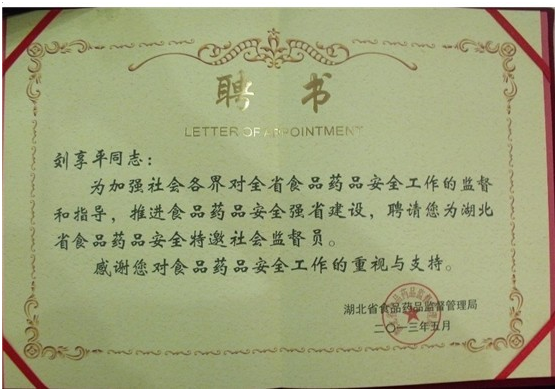 聘书
LETTER OF APPOINTMENT
刘享平同志：
为加强社会各界对全省食品药品安全工作的监督
和指导，推进食品药品安全强省建设，聘请您为湖北
省食品药品安全特邀社会监督员。
感谢您对食品药品安全工作的重视与支持。
湖北省食品药品监督管理局
二〇一三年五月